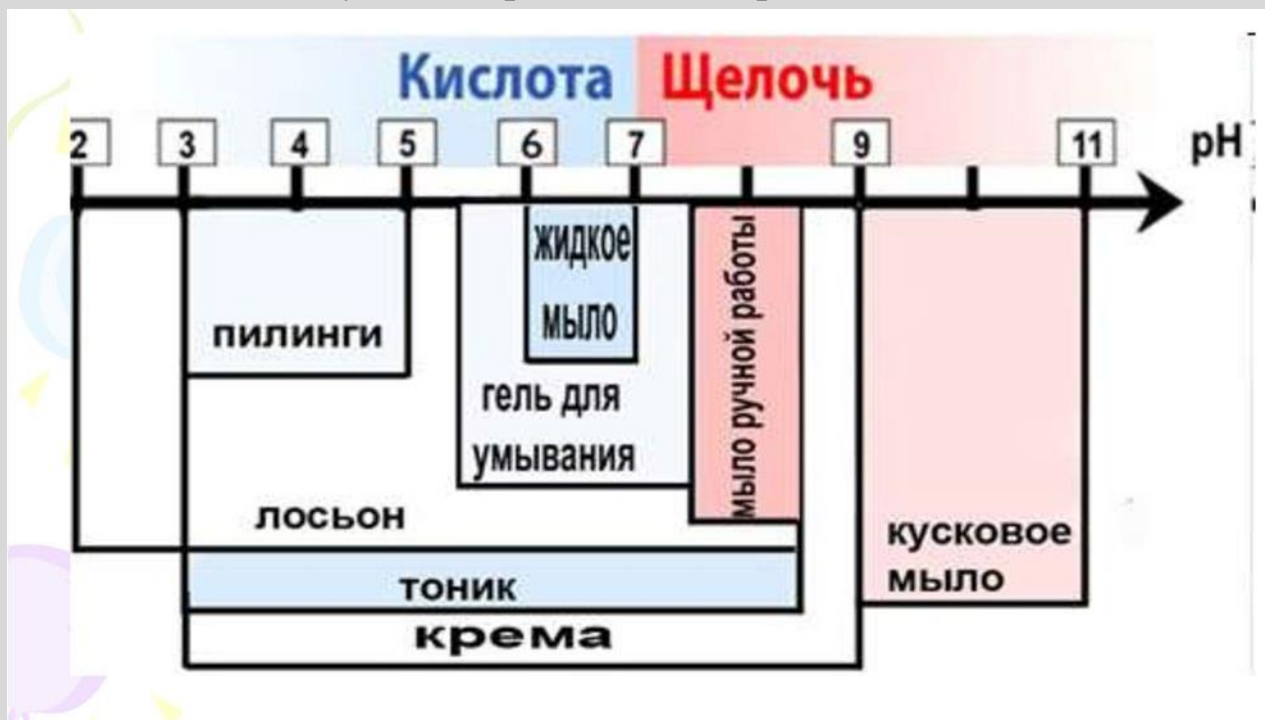 Кислота Щелочь
2 3 4 5 6 7 9 11 pH
жидкое
мыло
пилинги
гель для
умывания
мыло ручной работы
лосьон
кусковое
мыло
тоник
крема